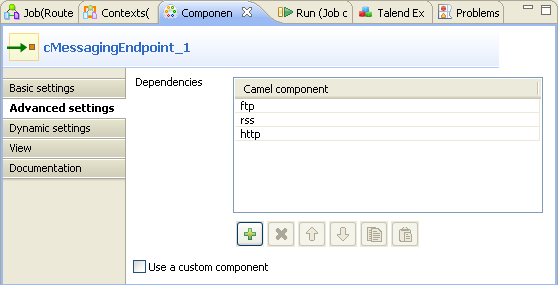 Job(Route Contexts( Componen Run (Job c Talend Ex Problems
cMessagingEndpoint_1
Basic settings
Advanced settings
Dynamic settings
View
Documentation
Dependencies
Camel component
ftp
rss
http
Use a custom component